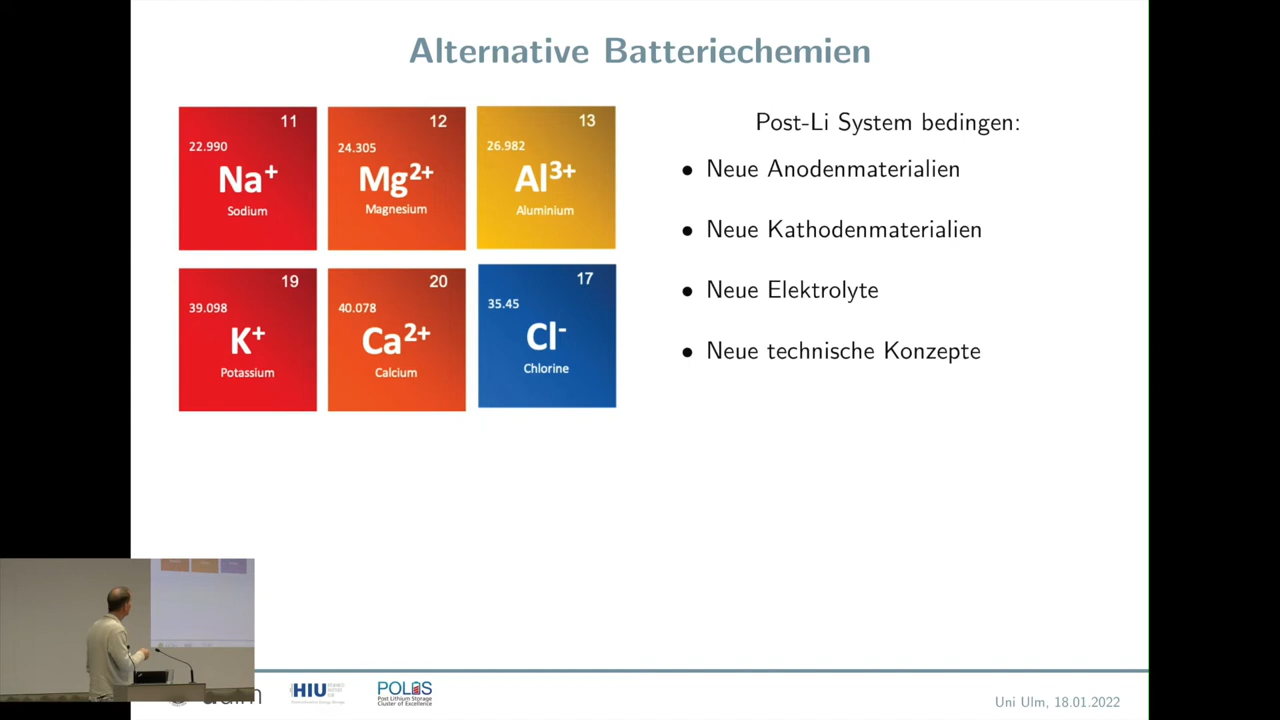 Alternative Batteriechemien
11
22.990
Na+
Sodium
12
24.305
Mg2+
Magnesium
13
26.982
Al3+
Aluminium
19
39.098
K+
Potassium
20
40.078
Ca2+
Calcium
17
35.45
Cl-
Chlorine
Post-Li System bedingen:
• Neue Anodenmaterialien
• Neue Kathodenmaterialien
• Neue Elektrolyte
• Neue technische Konzepte
HIU
POLiS
Post Lithium Storage
Cluster of Excellence
Uni Ulm, 18.01.2022